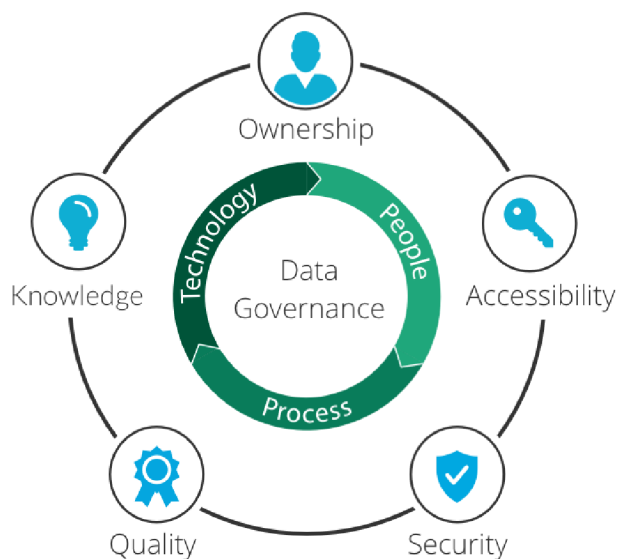 Ownership
Technology
People
Knowledge
Data
Governance
Accessibility
Process
Quality
Security